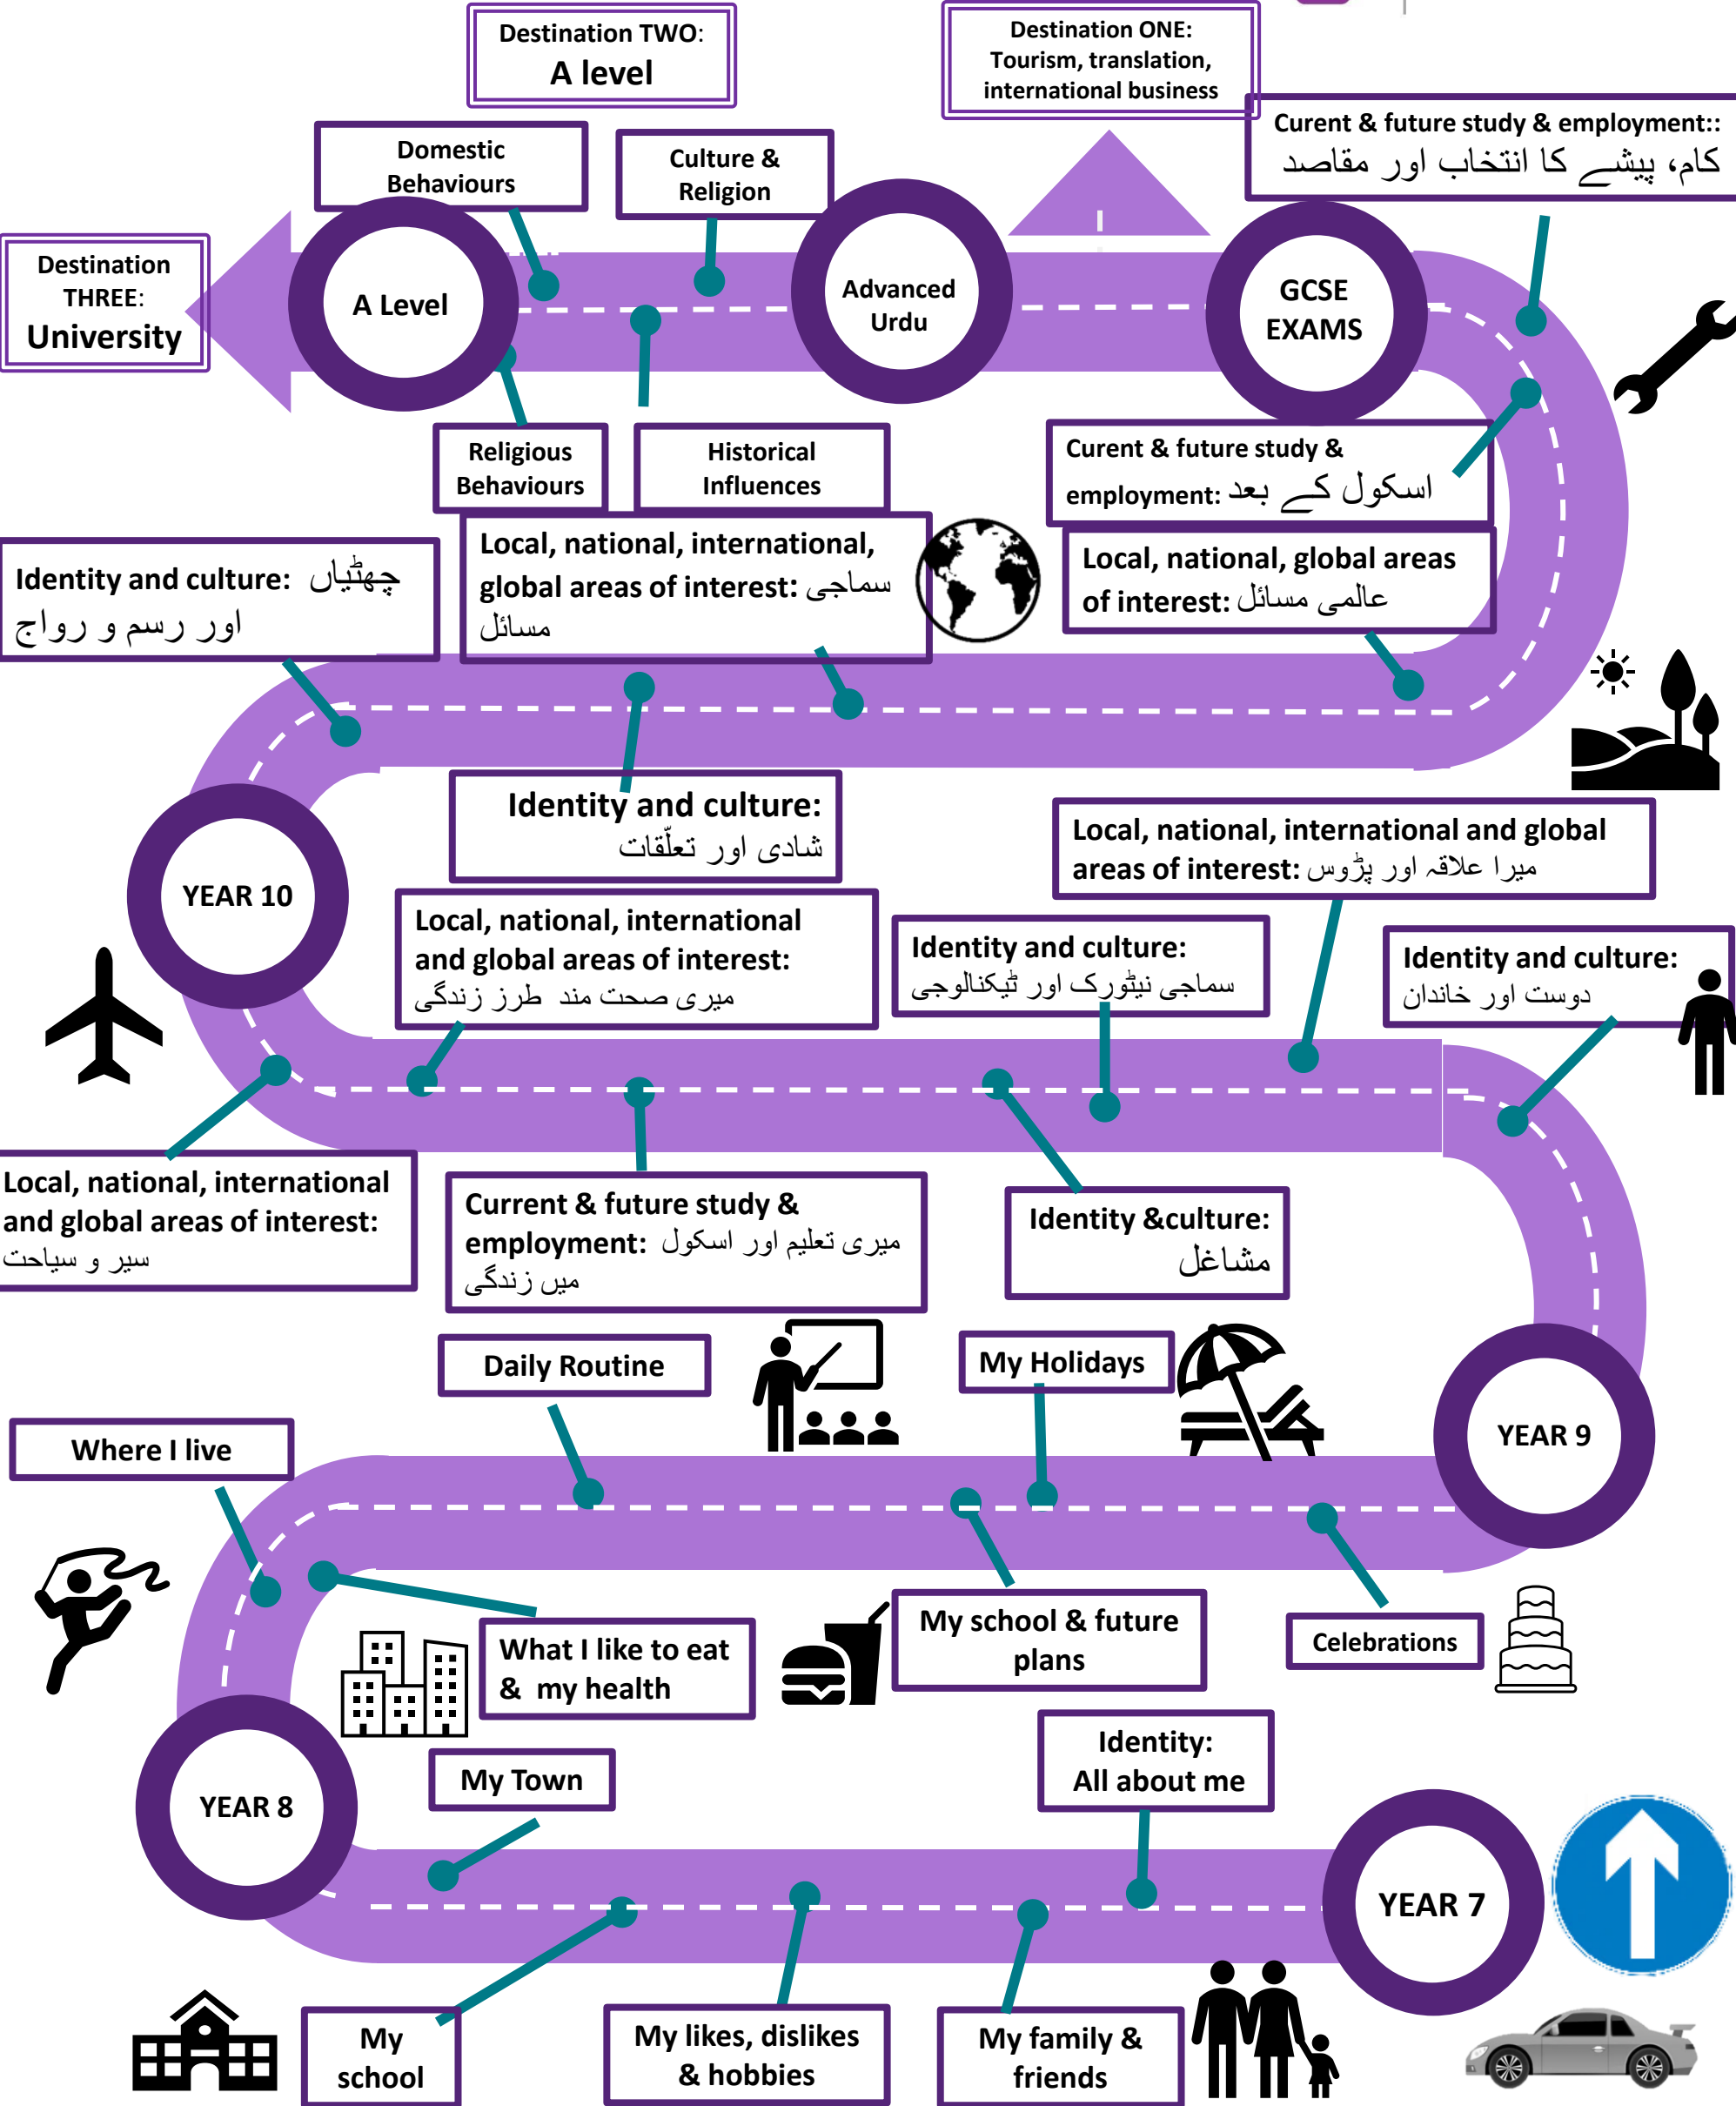 Destination TWO:
A level
Destination ONE:
Tourism, translation,
international business
Curent & future study & employment::
کام، پیشے کا انتخاب اور مقاصد
Domestic
Behaviours
Culture &
Religion
Destination
THREE:
University
A Level
Advanced
Urdu
GCSE
EXAMS
Religious
Behaviours
Historical
Influences
Curent & future study &
employment: اسکول کے بعد
Identity and culture: چھٹیاں
اور رسم و رواج
Local, national, international,
global areas of interest: سماجی
مسائل
Local, national, global areas
of interest: عالمی مسائل
Identity and culture:
شادی اور تعلّقات
Local, national, international and global
areas of interest: میرا علاقہ اور پڑوس
YEAR 10
Local, national, international
and global areas of interest:
میری صحت مند طرز زندگی
Identity and culture:
سماجی نیٹورک اور ٹیکنالوجی
Identity and culture:
دوست اور خاندان
Local, national, international
and global areas of interest:
سیر و سیاحت
Current & future study &
employment: میری تعلیم اور اسکول
میں زندگی
Identity &culture:
مشاغل
Daily Routine
My Holidays
Where I live
YEAR 9
What I like to eat
& my health
My school & future
plans
Celebrations
My Town
Identity:
All about me
YEAR 8
YEAR 7
My
school
My likes, dislikes
& hobbies
My family &
friends